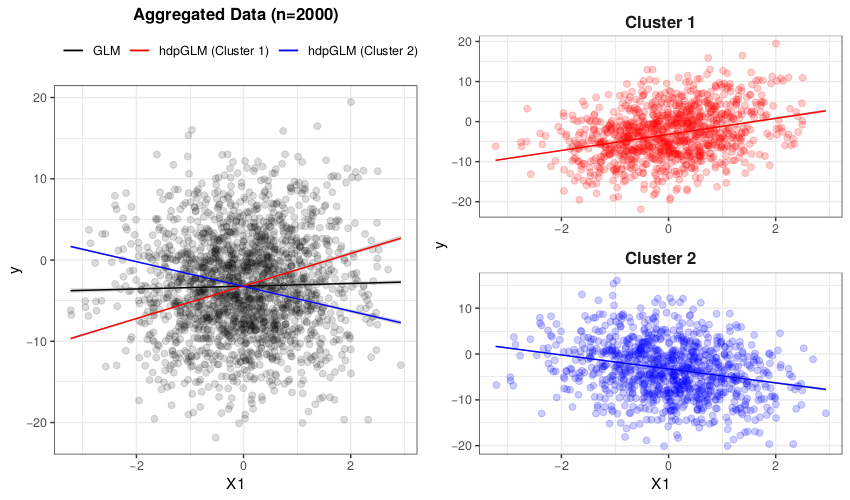 Aggregated Data (n=2000)
GLM hdpGLM (Cluster 1) hdpGLM (Cluster 2)
20
10
0
−10
−20
y
−2 0 2
X1
Cluster 1
20
10
0
−10
−20
−2 0 2
y
Cluster 2
10
0
−10
−20
−2 0 2
X1